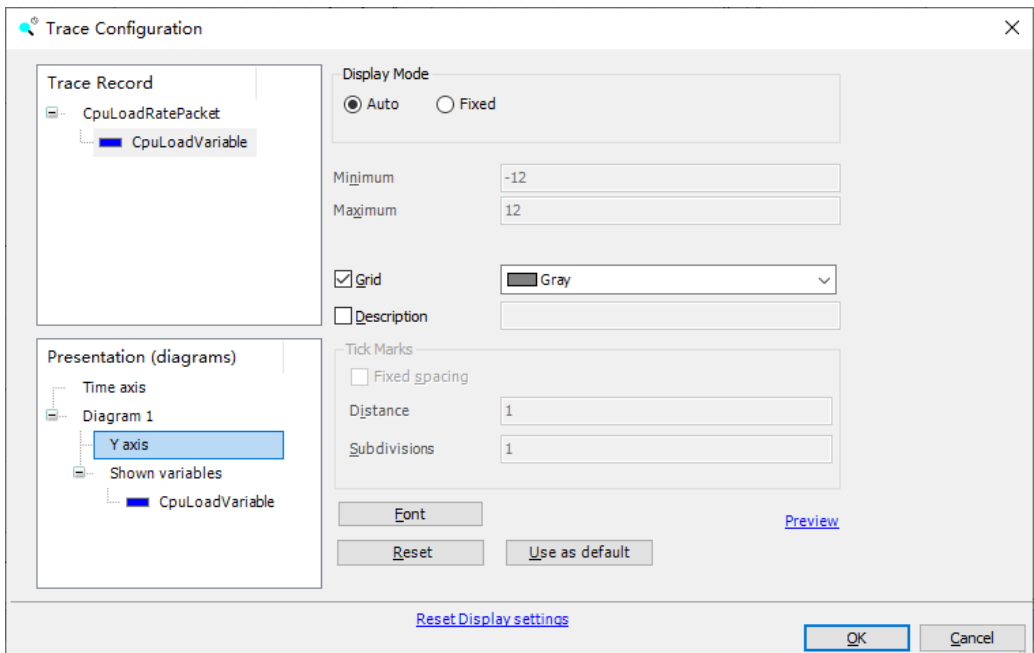 Trace Configuration
Trace Record
CpuLoadRatePacket
CpuLoadVariable
Display Mode
Auto
Fixed
Minimum
-12
Maximum
12
Grid
Gray
Description
Presentation (diagrams)
Time axis
Diagram 1
Y axis
Shown variables
CpuLoadVariable
Tick Marks
Fixed spacing
Distance
1
Subdivisions
1
Font
Preview
Reset
Use as default
Reset Display settings
OK
Cancel